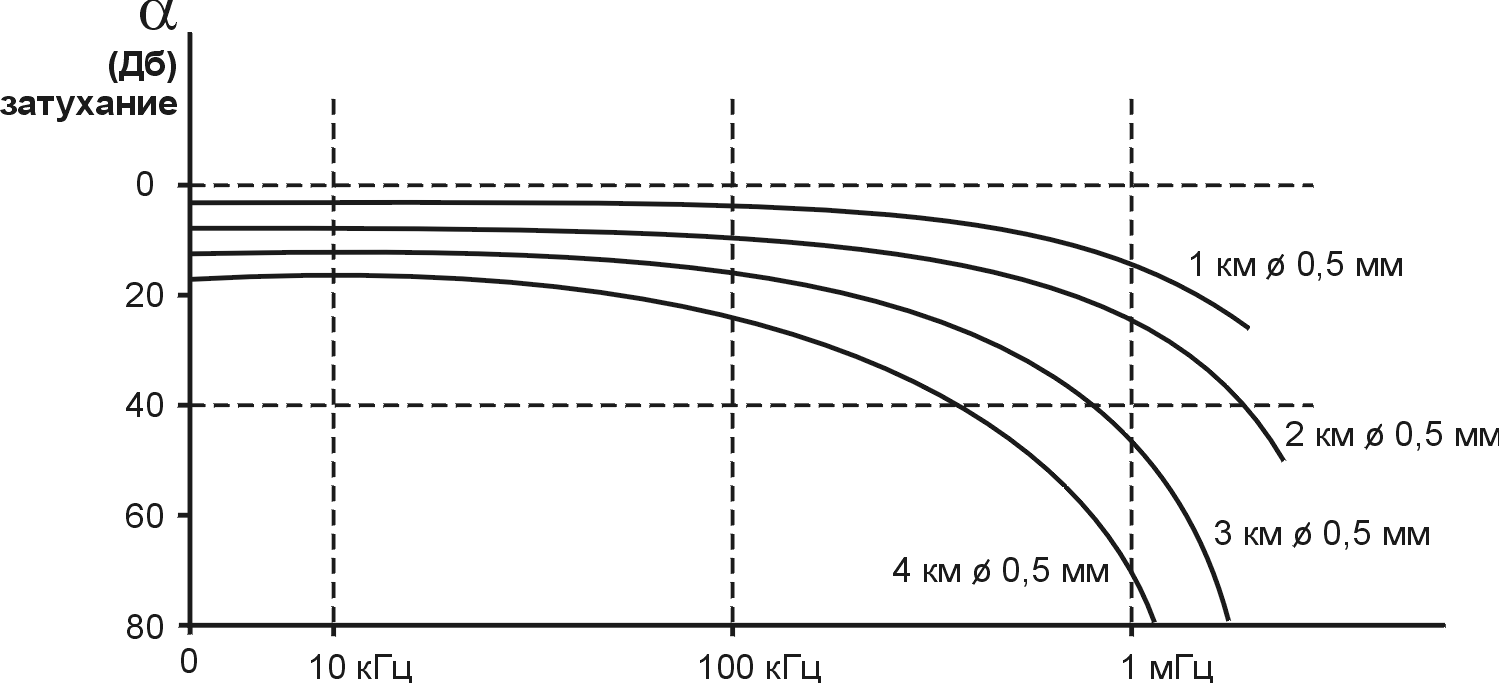 α
(Дб)
затухание
0
20
40
60
80
1 км ø 0,5 мм
2 км ø 0,5 мм
3 км ø 0,5 мм
4 км ø 0,5 мм
0
10 кГц
100 кГц
1 мГц